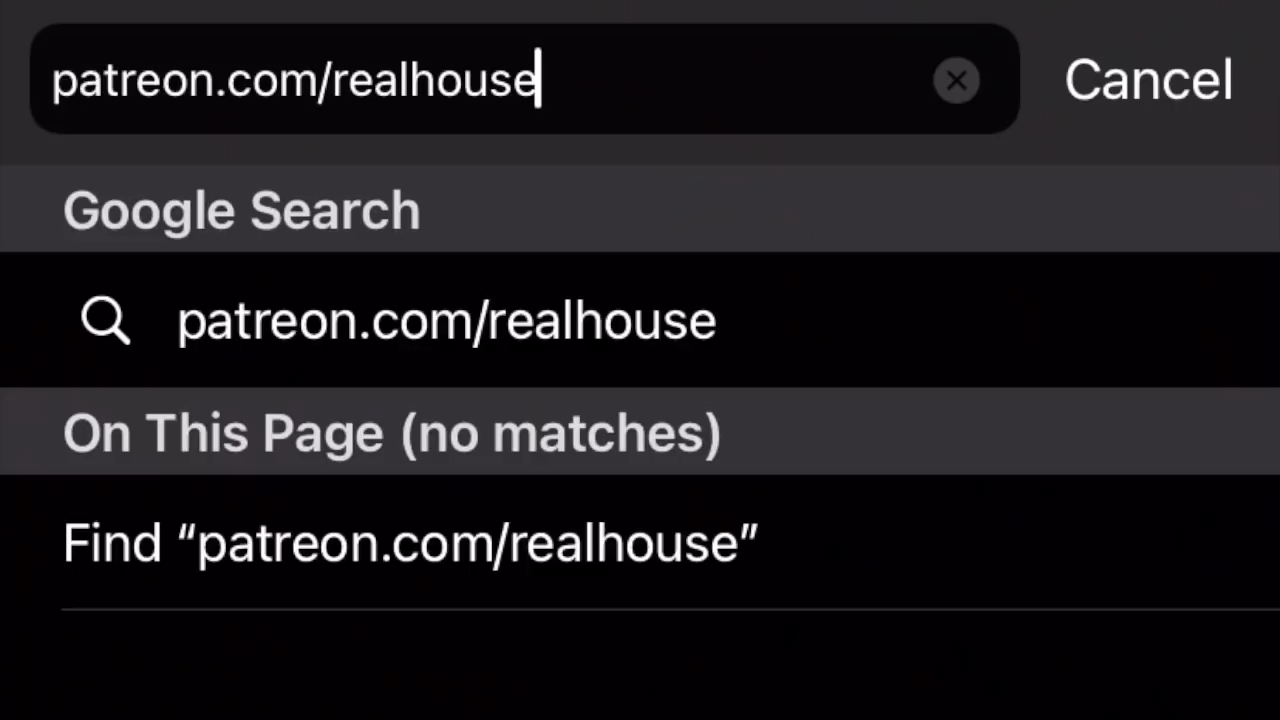 patreon.com/realhouse
Cancel
Google Search
patreon.com/realhouse
On This Page (no matches)
Find “patreon.com/realhouse”